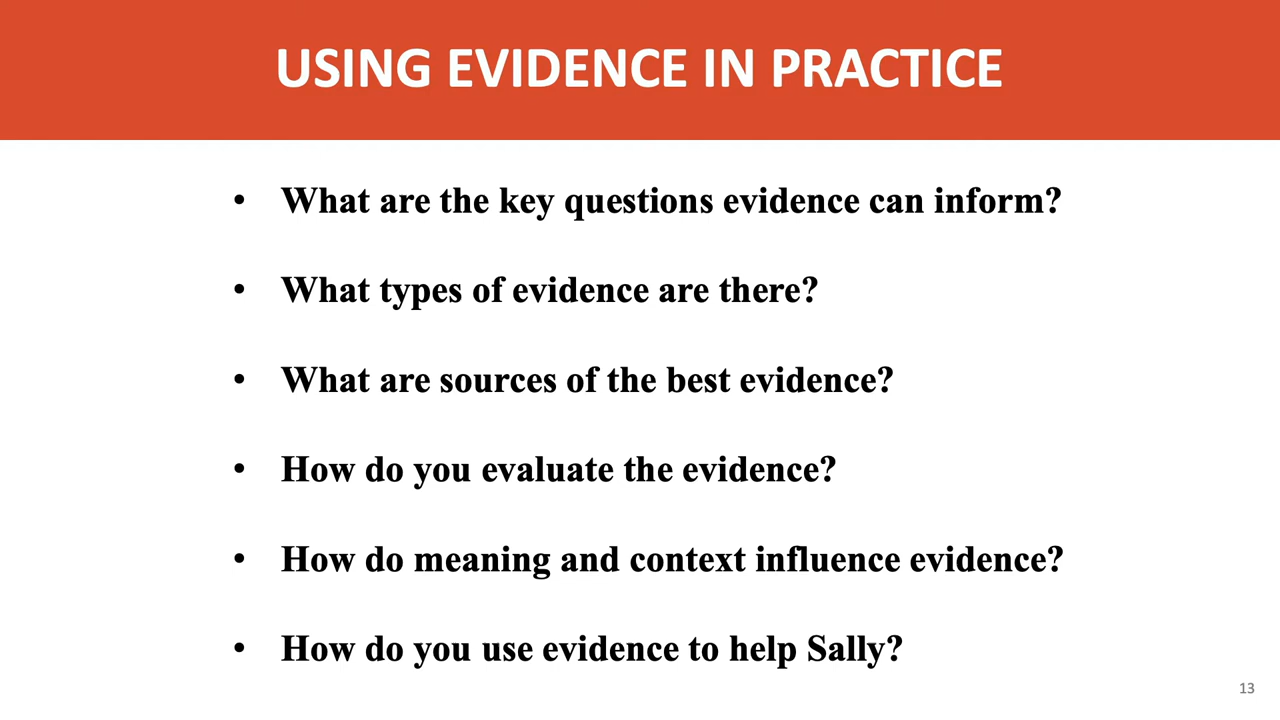 USING EVIDENCE IN PRACTICE
• What are the key questions evidence can inform?
• What types of evidence are there?
• What are sources of the best evidence?
• How do you evaluate the evidence?
• How do meaning and context influence evidence?
• How do you use evidence to help Sally?
13